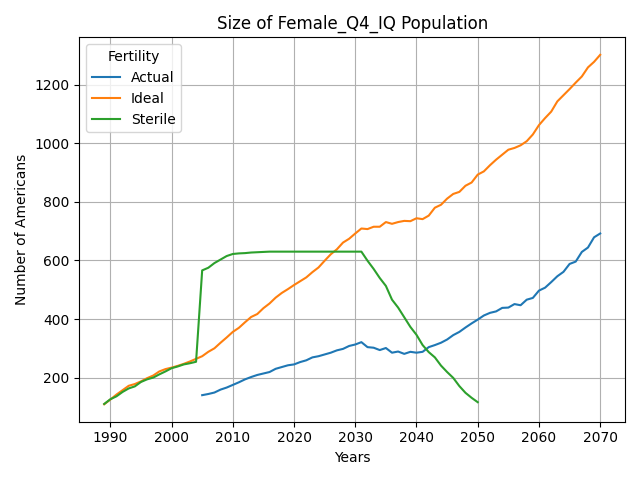 Size of Female_Q4_IQ Population
Fertility
Actual
Ideal
Sterile
Number of Americans
1200
1000
800
600
400
200
1990 2000 2010 2020 2030 2040 2050 2060 2070
Years